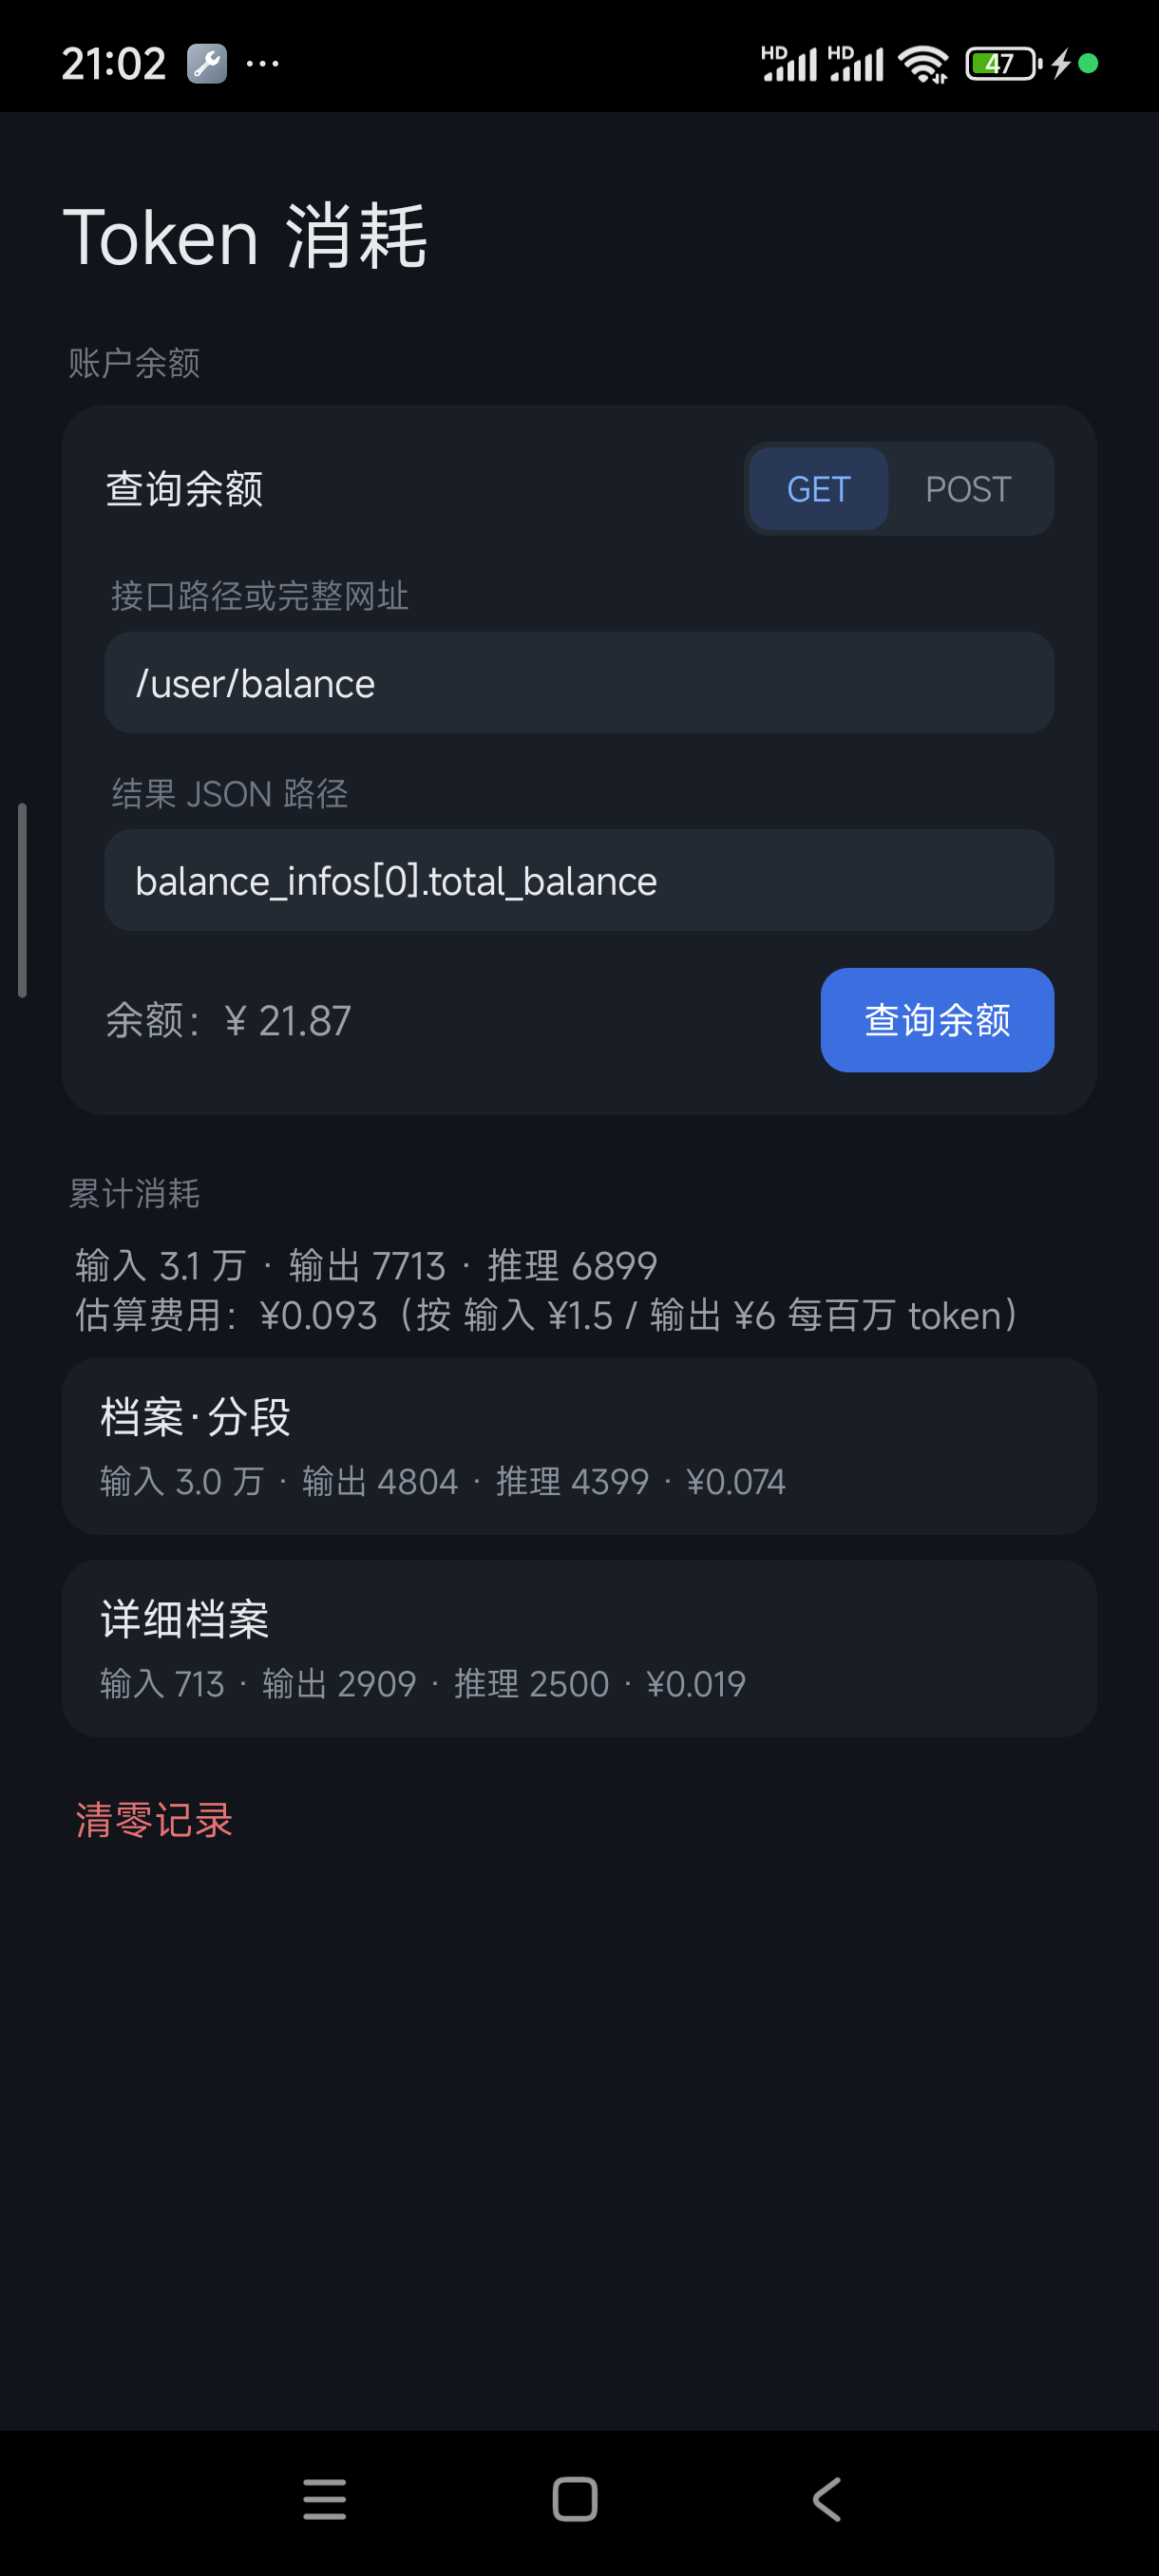 21:02
HD HD 47
Token 消耗
账户余额
查询余额 GET POST
接口路径或完整网址
/user/balance
结果 JSON 路径
balance_infos[0].total_balance
余额：¥ 21.87 查询余额
累计消耗
输入 3.1 万 · 输出 7713 · 推理 6899
估算费用：¥0.093（按 输入 ¥1.5 / 输出 ¥6 每百万 token）
档案·分段
输入 3.0 万 · 输出 4804 · 推理 4399 · ¥0.074
详细档案
输入 713 · 输出 2909 · 推理 2500 · ¥0.019
清零记录